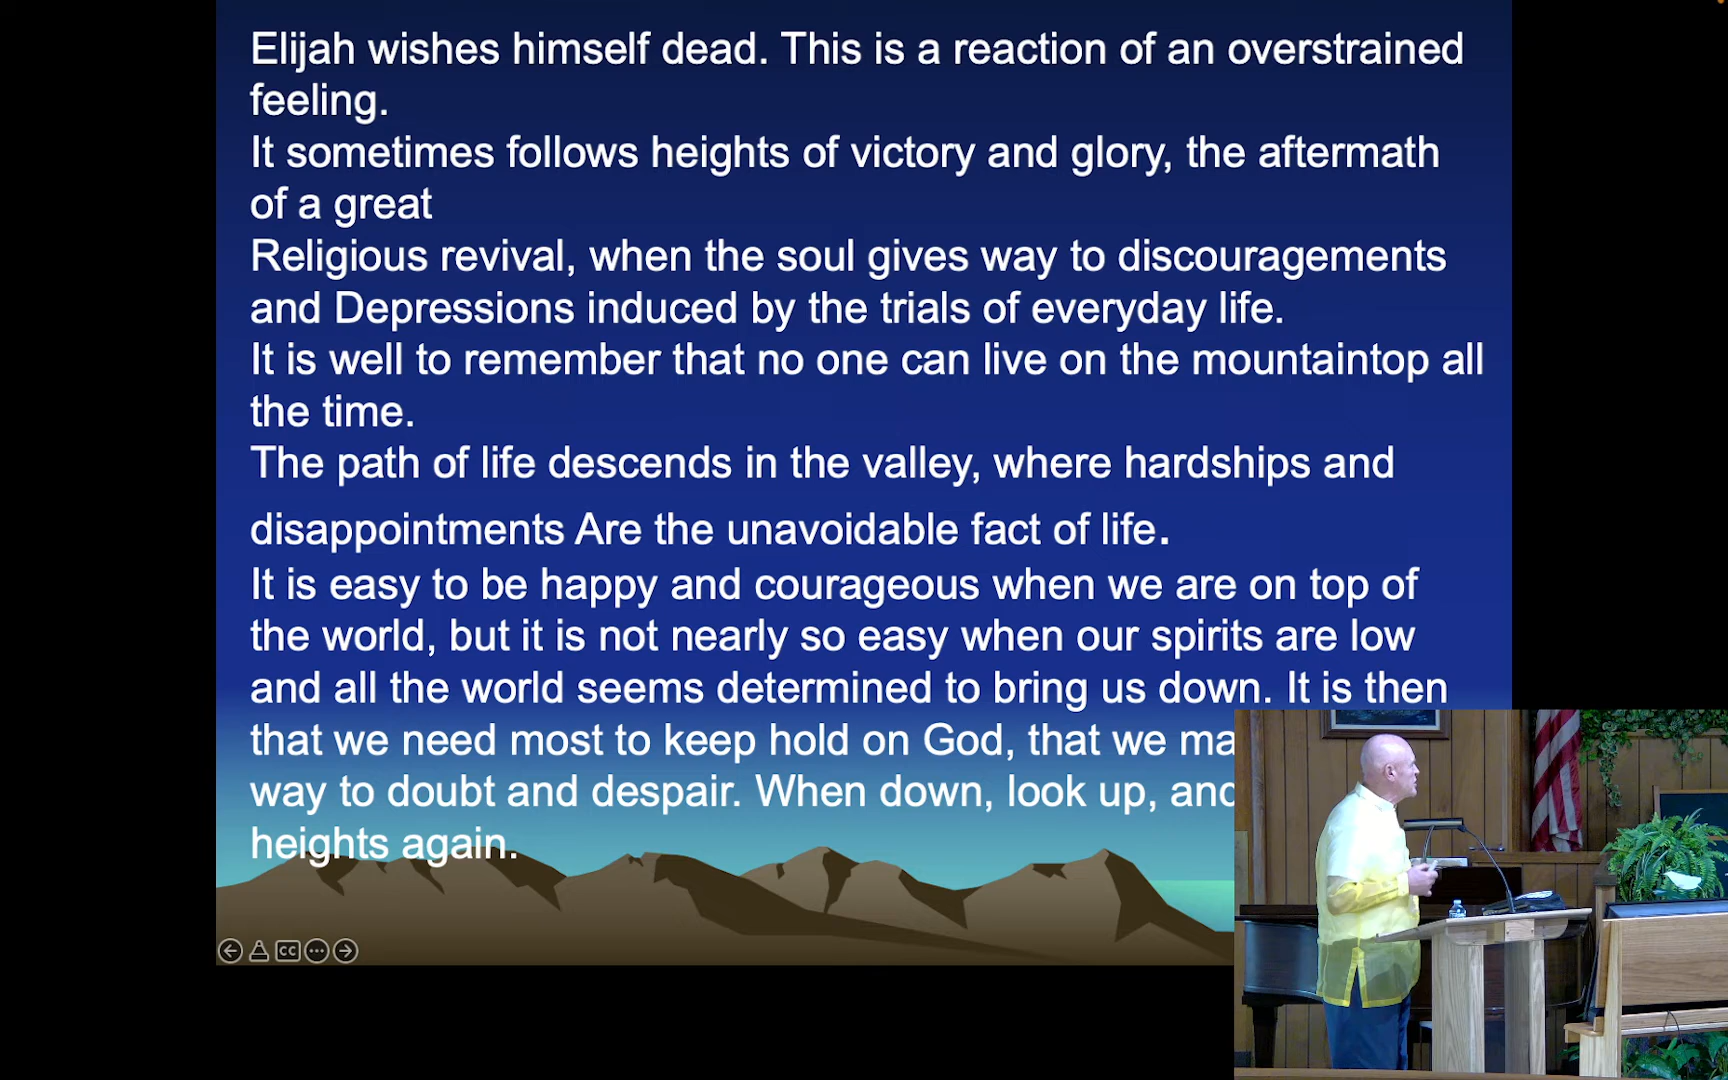 Elijah wishes himself dead. This is a reaction of an overstrained
feeling.
It sometimes follows heights of victory and glory, the aftermath
of a great
Religious revival, when the soul gives way to discouragements
and Depressions induced by the trials of everyday life.
It is well to remember that no one can live on the mountaintop all
the time.
The path of life descends in the valley, where hardships and
disappointments Are the unavoidable fact of life.
It is easy to be happy and courageous when we are on top of
the world, but it is not nearly so easy when our spirits are low
and all the world seems determined to bring us down. It is then
that we need most to keep hold on God, that we
way to doubt and despair. When down, look up, and
heights again.
CC